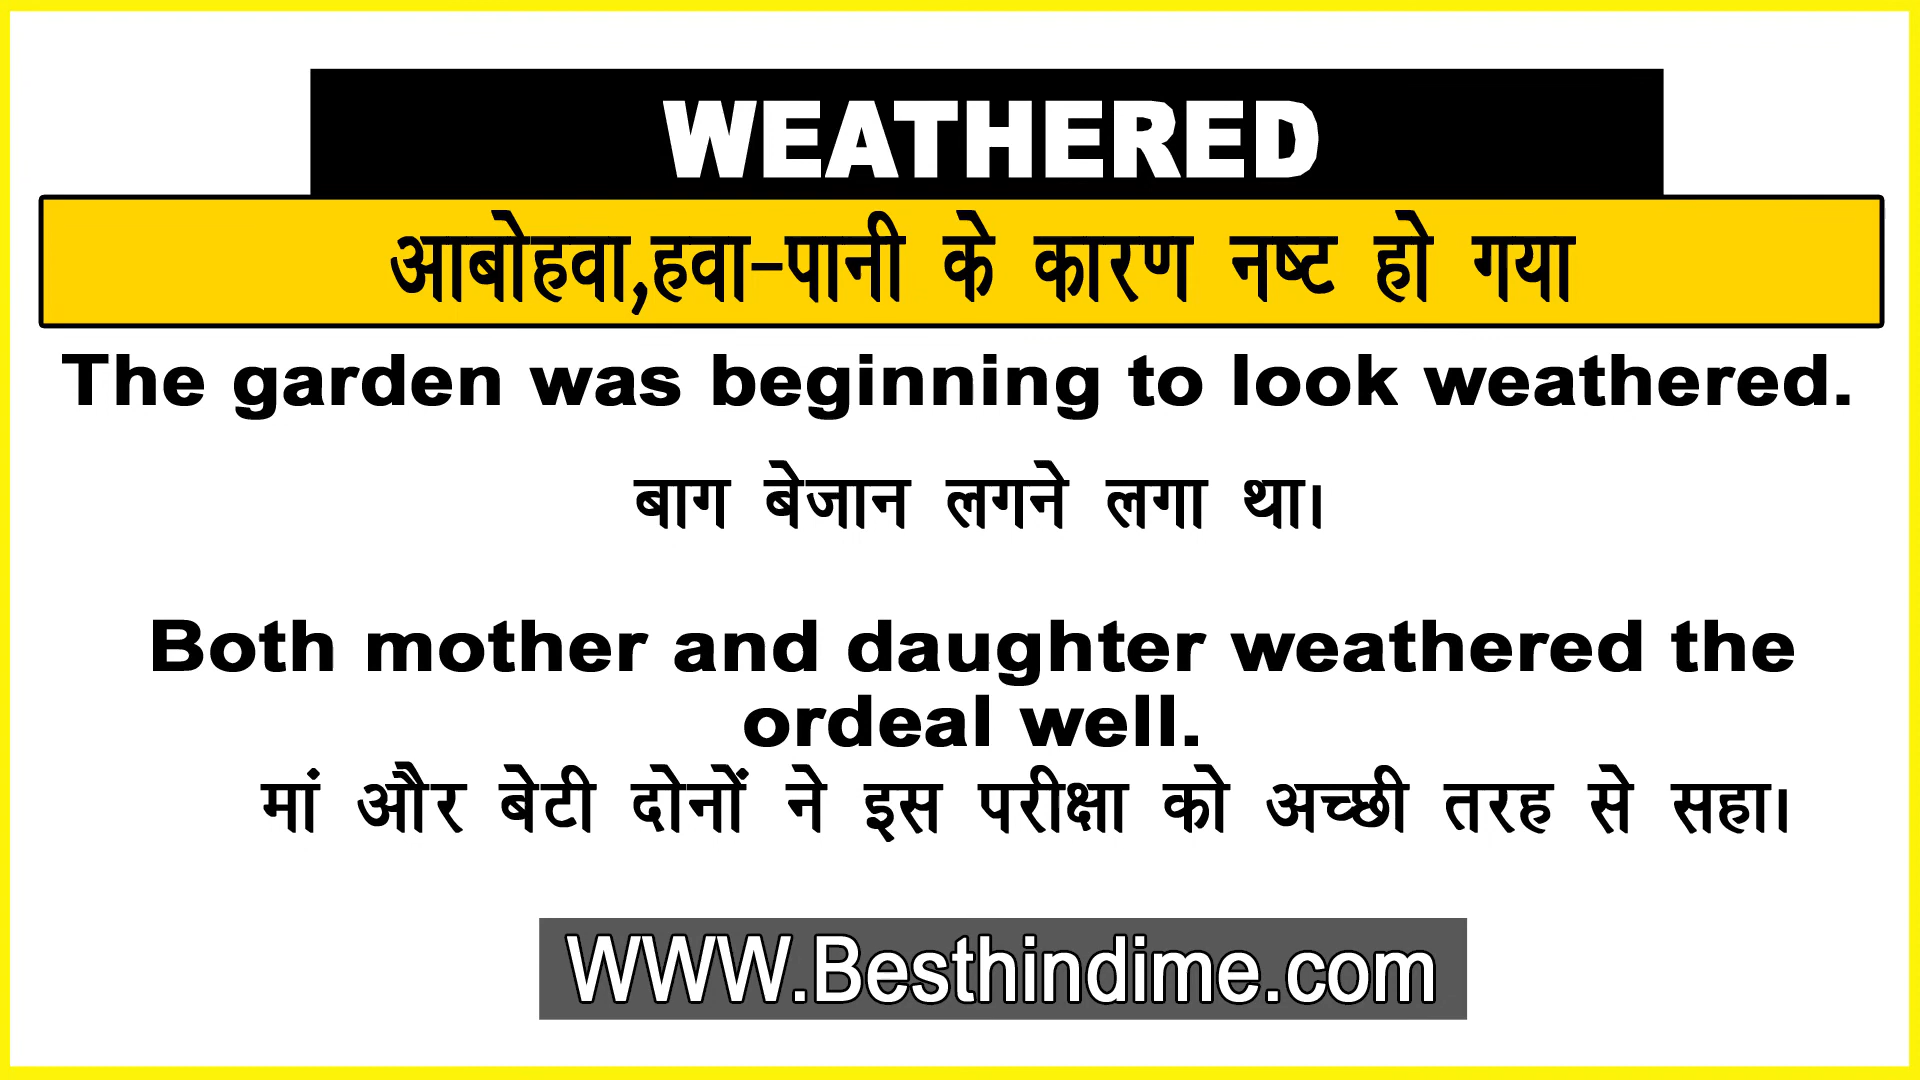 WEATHERED
आबोहवा,हवा-पानी के कारण नष्ट हो गया
The garden was beginning to look weathered.
बाग बेजान लगने लगा था।
Both mother and daughter weathered the
ordeal well.
मां और बेटी दोनों ने इस परीक्षा को अच्छी तरह से सहा।
WWW.Besthindime.com